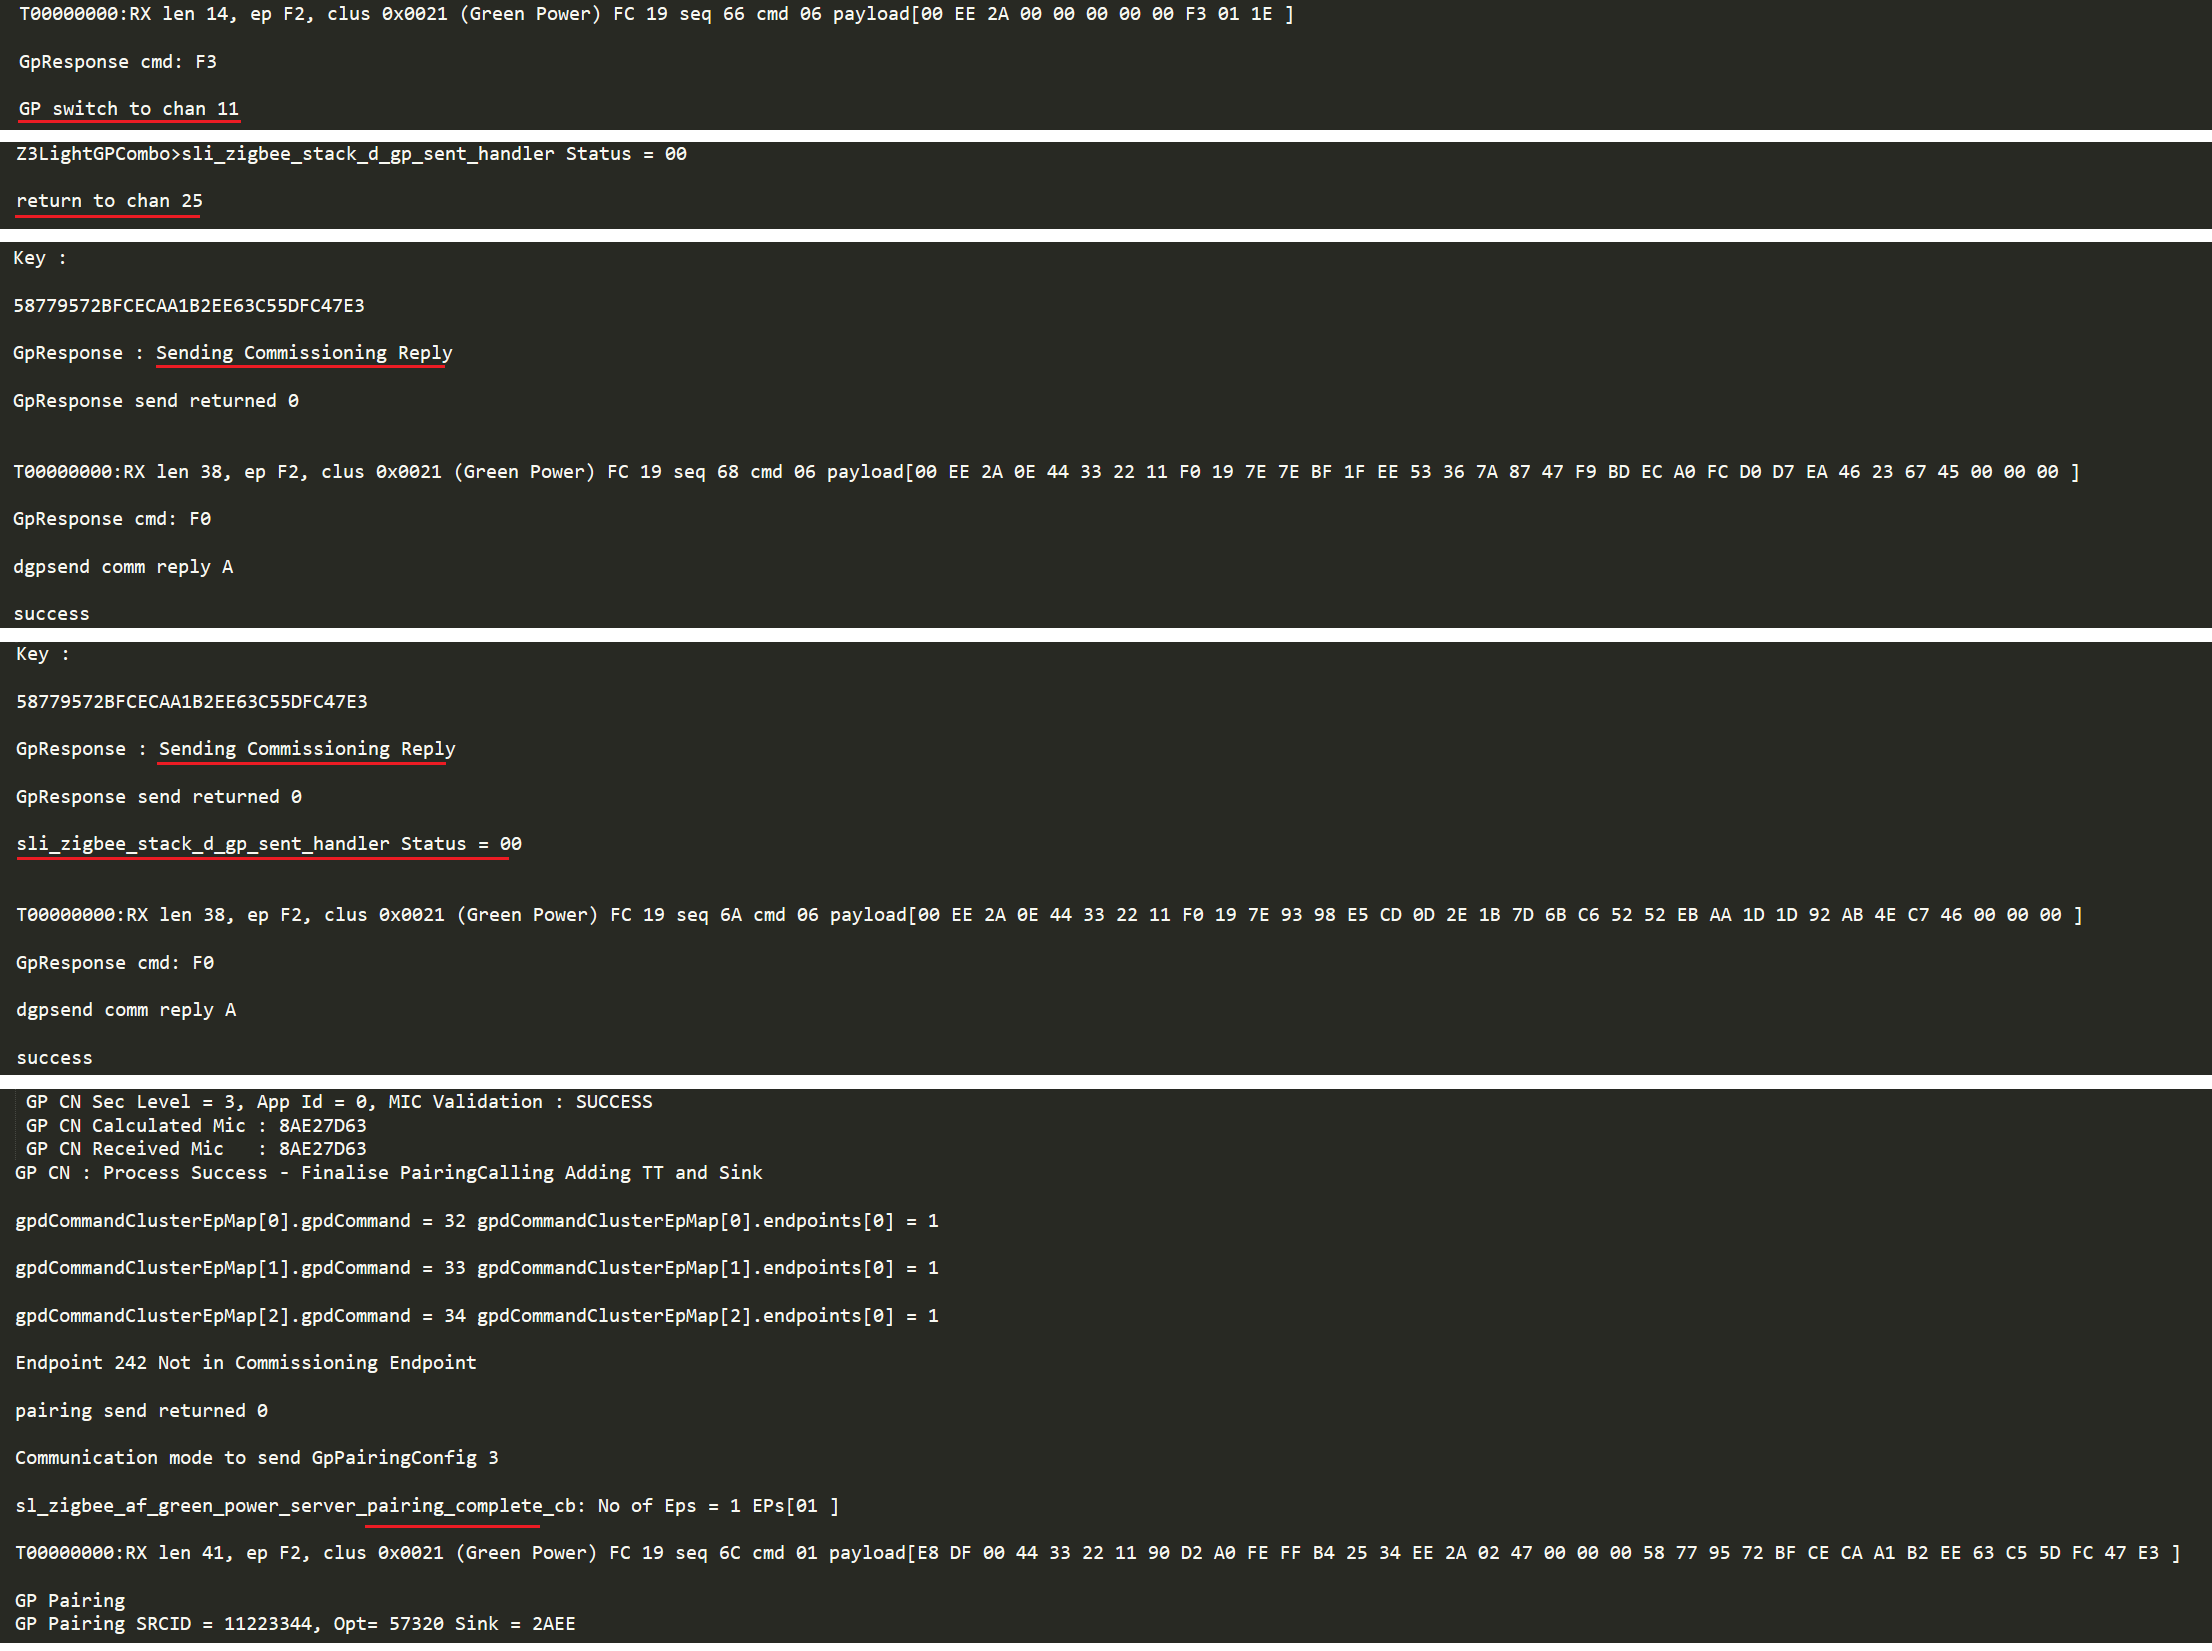 T00000000:RX len 14, ep F2, clus 0x0021 (Green Power) FC 19 seq 66 cmd 06 payload[00 EE 2A 00 00 00 00 00 F3 01 1E ]
GpResponse cmd: F3
GP switch to chan 11
Z3LightGPCombo>sli_zigbee_stack_d_gp_sent_handler Status = 00
return to chan 25
Key :
58779572BFCECAA1B2EE63C55DFC47E3
GpResponse : Sending Commissioning Reply
GpResponse send returned 0
T00000000:RX len 38, ep F2, clus 0x0021 (Green Power) FC 19 seq 68 cmd 06 payload[00 EE 2A 0E 44 33 22 11 F0 19 7E 7E BF 1F EE 53 36 7A 87 47 F9 BD EC A0 FC D0 D7 EA 46 23 67 45 00 00 00 ]
GpResponse cmd: F0
dgpsend comm reply A
success
Key :
58779572BFCECAA1B2EE63C55DFC47E3
GpResponse : Sending Commissioning Reply
GpResponse send returned 0
sli_zigbee_stack_d_gp_sent_handler Status = 00
T00000000:RX len 38, ep F2, clus 0x0021 (Green Power) FC 19 seq 6A cmd 06 payload[00 EE 2A 0E 44 33 22 11 F0 19 7E 93 98 E5 CD 0D 2E 1B 7D 6B C6 52 52 EB AA 1D 1D 92 AB 4E C7 46 00 00 00 ]
GpResponse cmd: F0
dgpsend comm reply A
success
GP CN Sec Level = 3, App Id = 0, MIC Validation : SUCCESS
GP CN Calculated Mic : 8AE27D63
GP CN Received Mic   : 8AE27D63
GP CN : Process Success - Finalise PairingCalling Adding TT and Sink
gpdCommandClusterEpMap[0].gpdCommand = 32 gpdCommandClusterEpMap[0].endpoints[0] = 1
gpdCommandClusterEpMap[1].gpdCommand = 33 gpdCommandClusterEpMap[1].endpoints[0] = 1
gpdCommandClusterEpMap[2].gpdCommand = 34 gpdCommandClusterEpMap[2].endpoints[0] = 1
Endpoint 242 Not in Commissioning Endpoint
pairing send returned 0
Communication mode to send GpPairingConfig 3
sl_zigbee_af_green_power_server_pairing_complete_cb: No of Eps = 1 EPs[01 ]
T00000000:RX len 41, ep F2, clus 0x0021 (Green Power) FC 19 seq 6C cmd 01 payload[E8 DF 00 44 33 22 11 90 D2 A0 FE FF B4 25 34 EE 2A 02 47 00 00 00 58 77 95 72 BF CE CA A1 B2 EE 63 C5 5D FC 47 E3 ]
GP Pairing
GP Pairing SRCID = 11223344, Opt= 57320 Sink = 2AEE